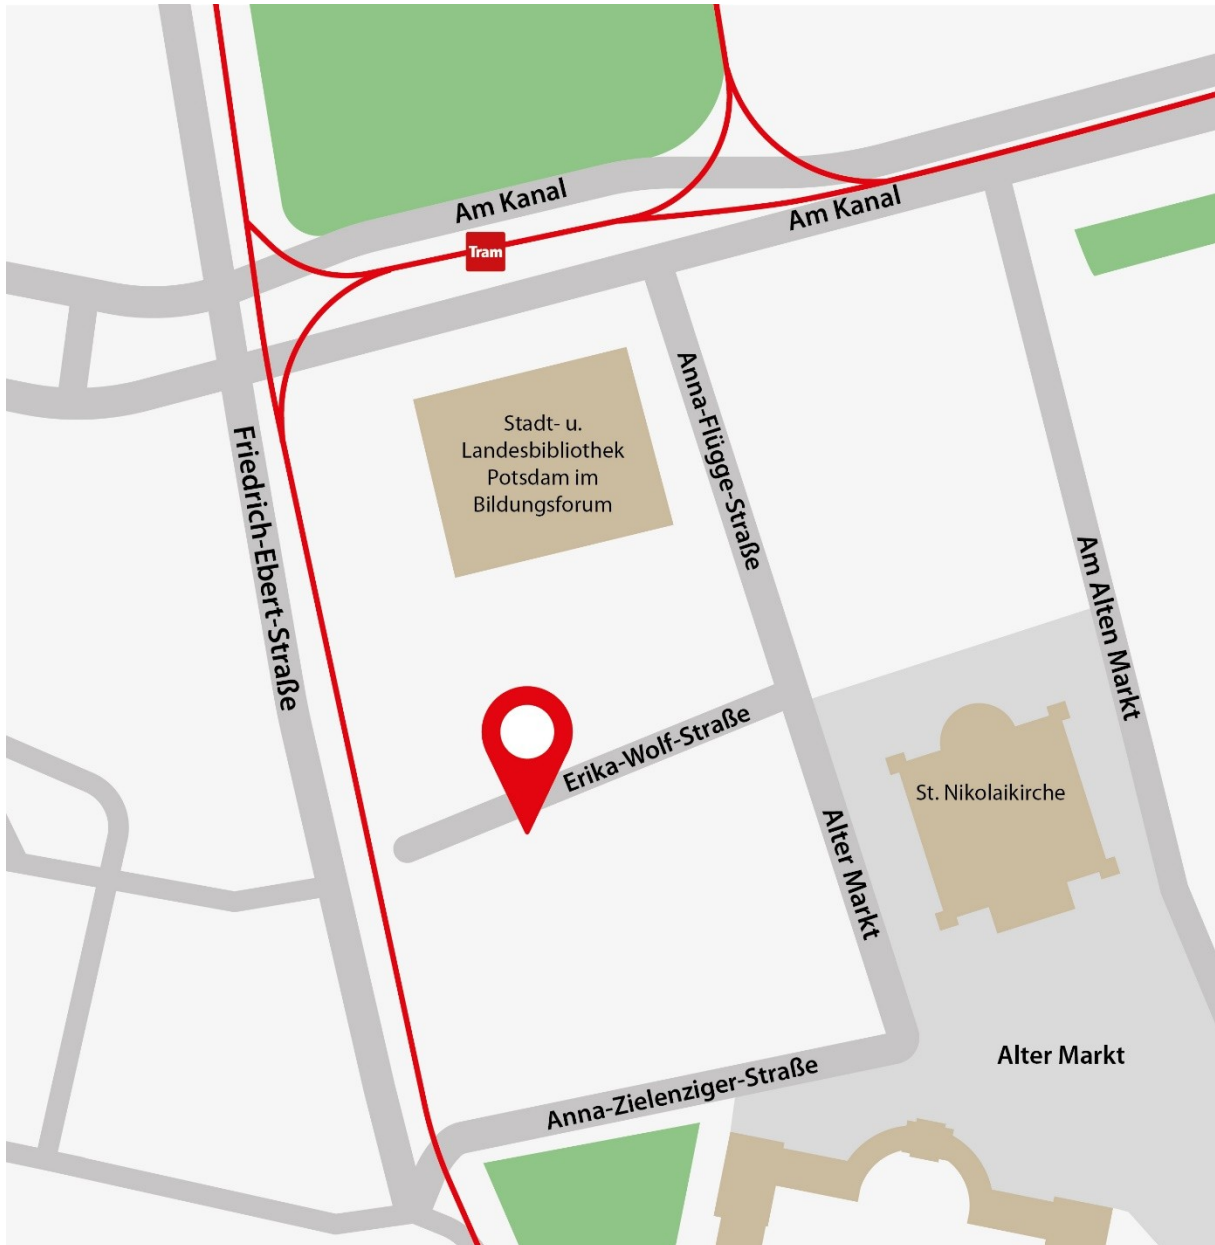 Am Kanal
Am Kanal
Tram
Stadt- u.
Landesbibliothek
Potsdam im
Bildungsforum
Anna-Flügge-Straße
Friedrich-Ebert-Straße
Am Alten Markt
Erika-Wolf-Straße
St. Nikolaikirche
Alter Markt
Alter Markt
Anna-Zielenziger-Straße